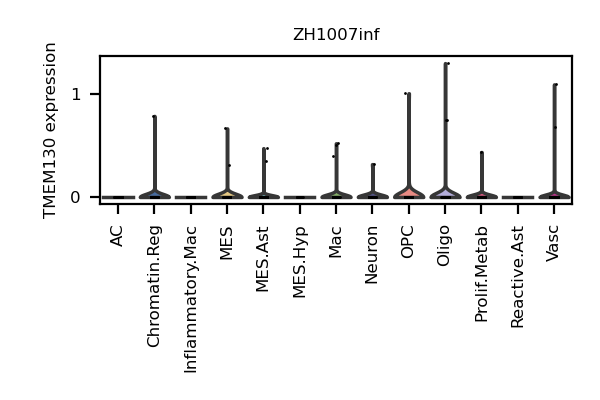 ZH1007inf
TMEM130 expression
1
0
AC
Chromatin.Reg
Inflammatory.Mac
MES
MES.Ast
MES.Hyp
Mac
Neuron
OPC
Oligo
Prolif.Metab
Reactive.Ast
Vasc